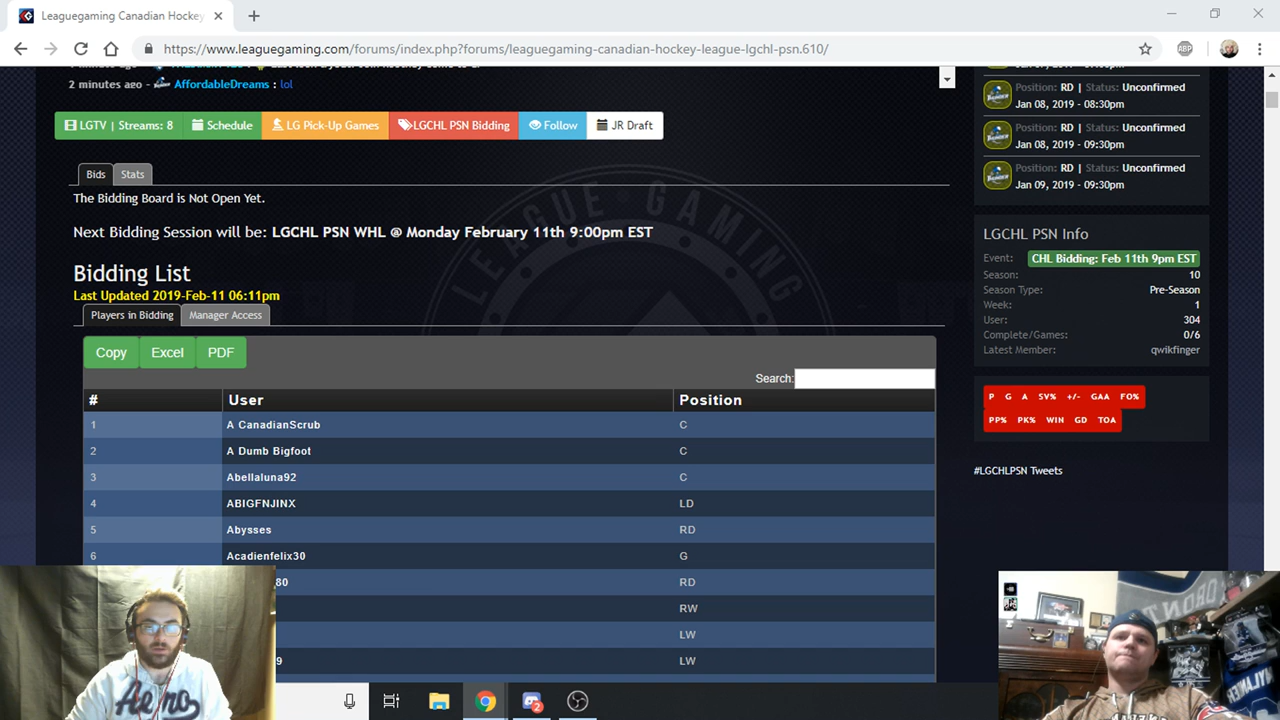 Leaguegaming Canadian Hockey
https://www.leaguegaming.com/forums/index.php?forums/leaguegaming-canadian-hockey-league-lgchl-psn.610/
ABP
2 minutes ago - AffordableDreams : lol
LGTV | Streams: 8 Schedule LG Pick-Up Games LGCHL PSN Bidding Follow JR Draft
Bids Stats
The Bidding Board is Not Open Yet.
Next Bidding Session will be: LGCHL PSN WHL @ Monday February 11th 9:00pm EST
Bidding List
Last Updated 2019-Feb-11 06:11pm
Players in Bidding Manager Access
Copy Excel PDF
Search:
# User Position
1 A CanadianScrub C
2 A Dumb Bigfoot C
3 Abellaluna92 C
4 ABIGFNJINX LD
5 Abysses RD
6 Acadienfelix30 G
80 RD
RW
LW
9 LW
Position: RD | Status: Unconfirmed
Jan 08, 2019 - 08:30pm
Position: RD | Status: Unconfirmed
Jan 08, 2019 - 09:30pm
Position: RD | Status: Unconfirmed
Jan 09, 2019 - 09:30pm
LGCHL PSN Info
Event: CHL Bidding: Feb 11th 9pm EST
Season: 10
Season Type: Pre-Season
Week: 1
User: 304
Complete/Games: 0/6
Latest Member: qwikfinger
P G A SV% +/- GAA FO%
PP% PK% WIN GD TOA
#LGCHLPSN Tweets
LEAGUE GAMING
2